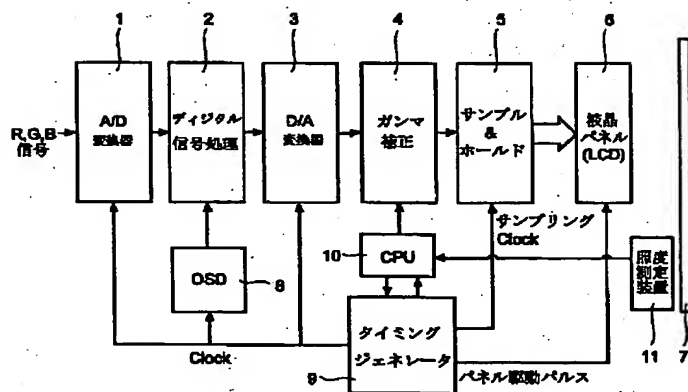 1
2
3
4
5
6
R,G,B
信号
A/D
変換器
ディジタル
信号処理
D/A
変換器
ガンマ
補正
サンプル
&
ホールド
液晶
パネル
(LCD)
サンプリング
Clock
10
CPU
OSD
8
照度
測定
装置
11
7
Clock
タイミング
ジェネレータ
9
パネル駆動パルス